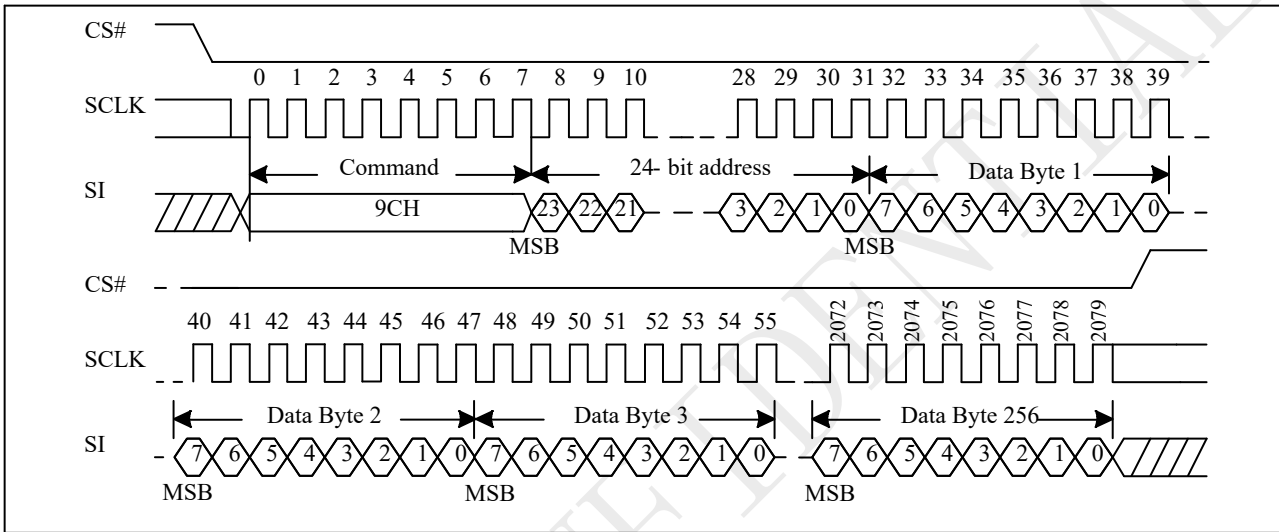 CS#
0 1 2 3 4 5 6 7 8 9 10 28 29 30 31 32 33 34 35 36 37 38 39
SCLK
Command 24- bit address Data Byte 1
SI
9CH 23 22 21 3 2 1 0 7 6 5 4 3 2 1 0
MSB MSB
CS#
40 41 42 43 44 45 46 47 48 49 50 51 52 53 54 55 2072 2073 2074 2075 2076 2077 2078 2079
SCLK
Data Byte 2 Data Byte 3 Data Byte 256
SI
7 6 5 4 3 2 1 0 7 6 5 4 3 2 1 0 7 6 5 4 3 2 1 0
MSB MSB MSB